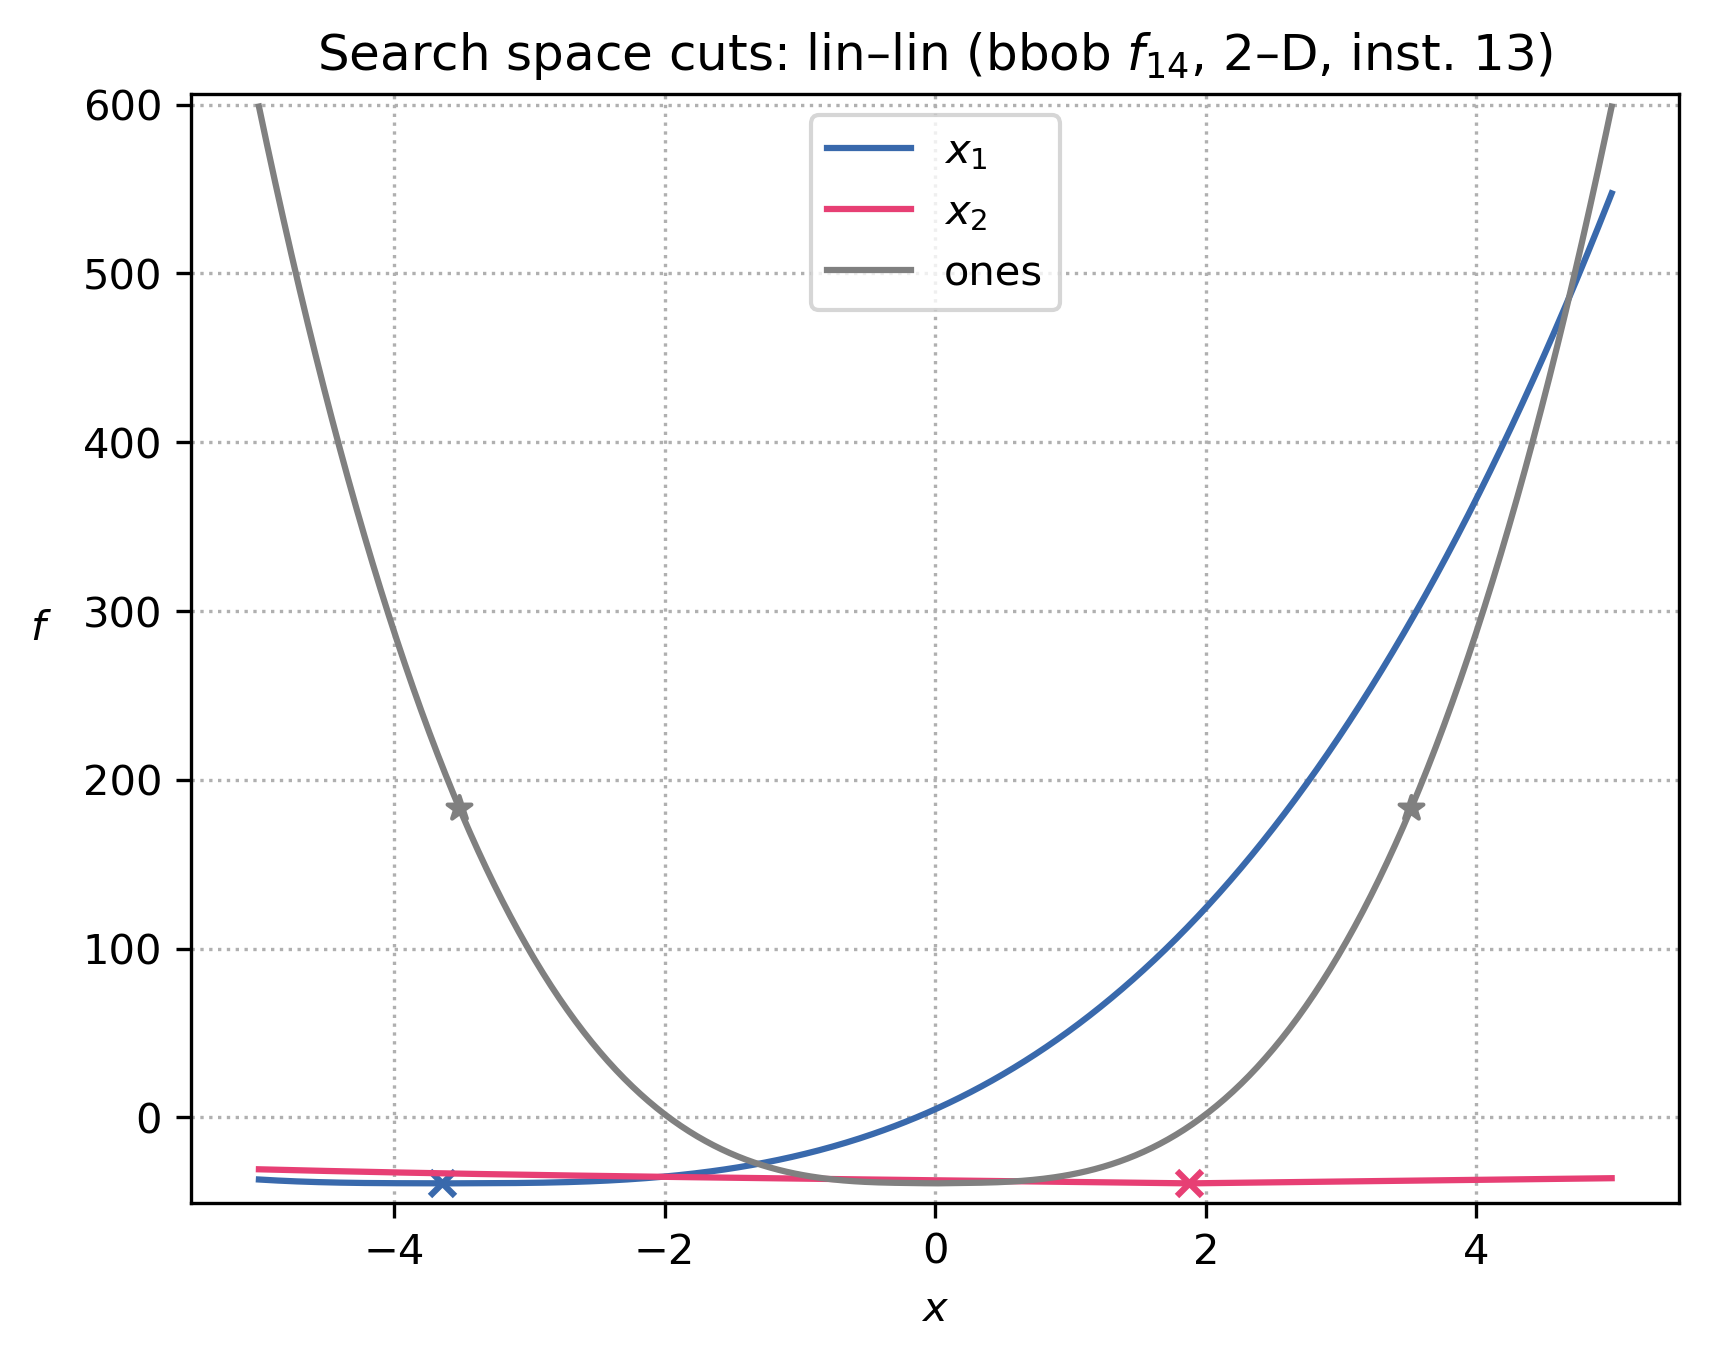 Search space cuts: lin–lin (bbob f14, 2–D, inst. 13)
600
500
400
300
200
100
0
f
x1
x2
ones
−4
−2
0
2
4
x